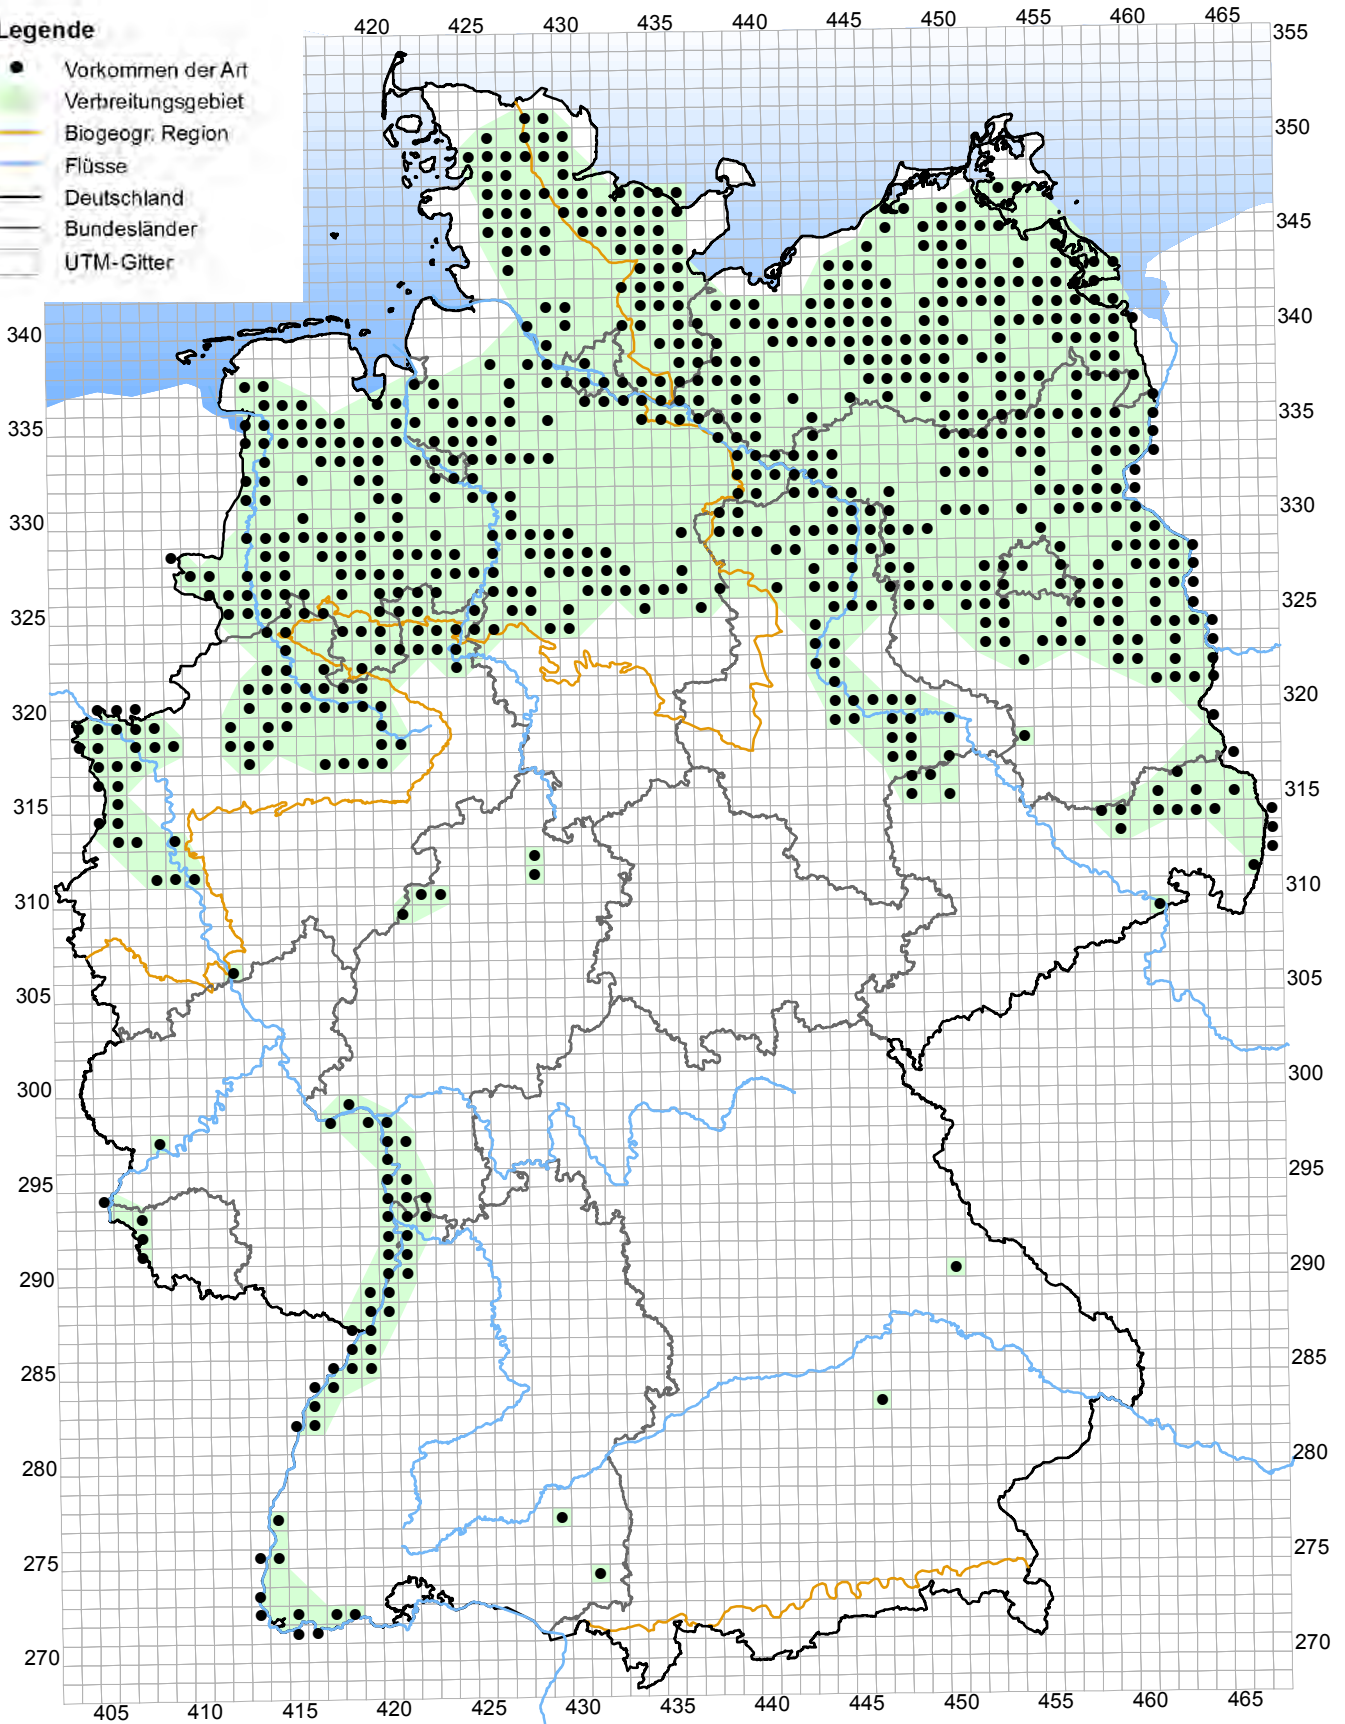 Legende
Vorkommen der Art
Verbreitungsgebiet
Biogeogr. Region
Flüsse
Deutschland
Bundesländer
UTM-Gitter
420 425 430 435 440 445 450 455 460 465
355
350
345
340 340
335 335
330 330
325 325
320 320
315 315
310 310
305 305
300 300
295 295
290 290
285 285
280 280
275 275
270 270
405 410 415 420 425 430 435 440 445 450 455 460 465